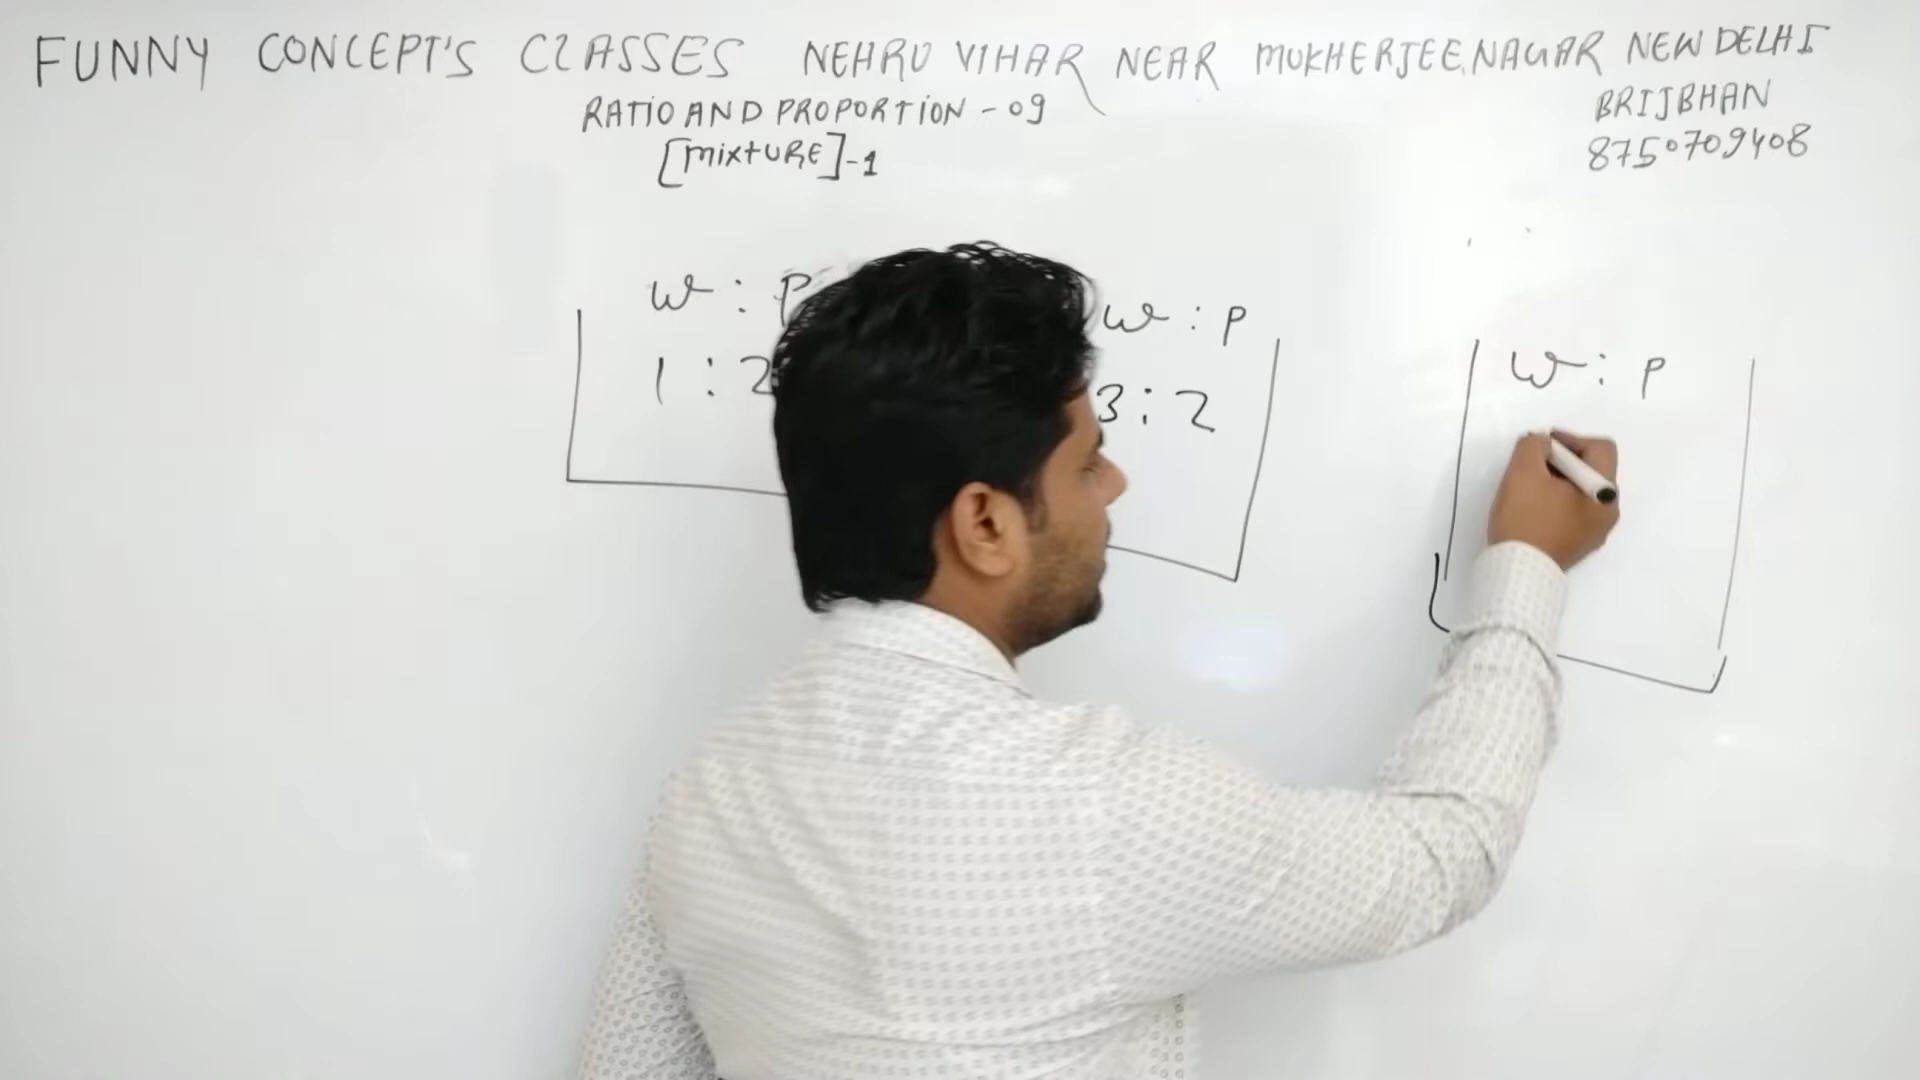 FUNNY CONCEPT'S CLASSES NEHRU VIHAR NEAR MUKHERJEE NAGAR NEW DELHI
RATIO AND PROPORTION - 09
[MIXTURE]-1
BRIJBHAN
8750709408
W : P
1 : 2
W : P
3 : 2
W : P